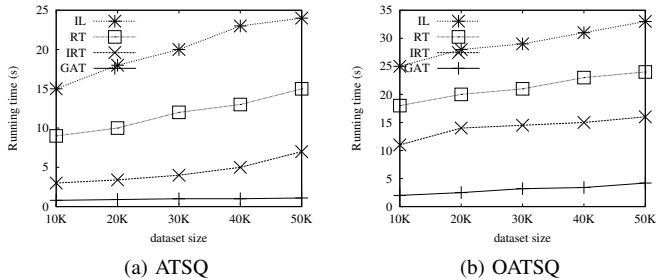 25
20
15
10
5
0
Running time (s)
IL
RT
IRT
GAT
10K 20K 30K 40K 50K
dataset size
(a) ATSQ
35
30
25
20
15
10
5
0
Running time (s)
IL
RT
IRT
GAT
10K 20K 30K 40K 50K
dataset size
(b) OATSQ